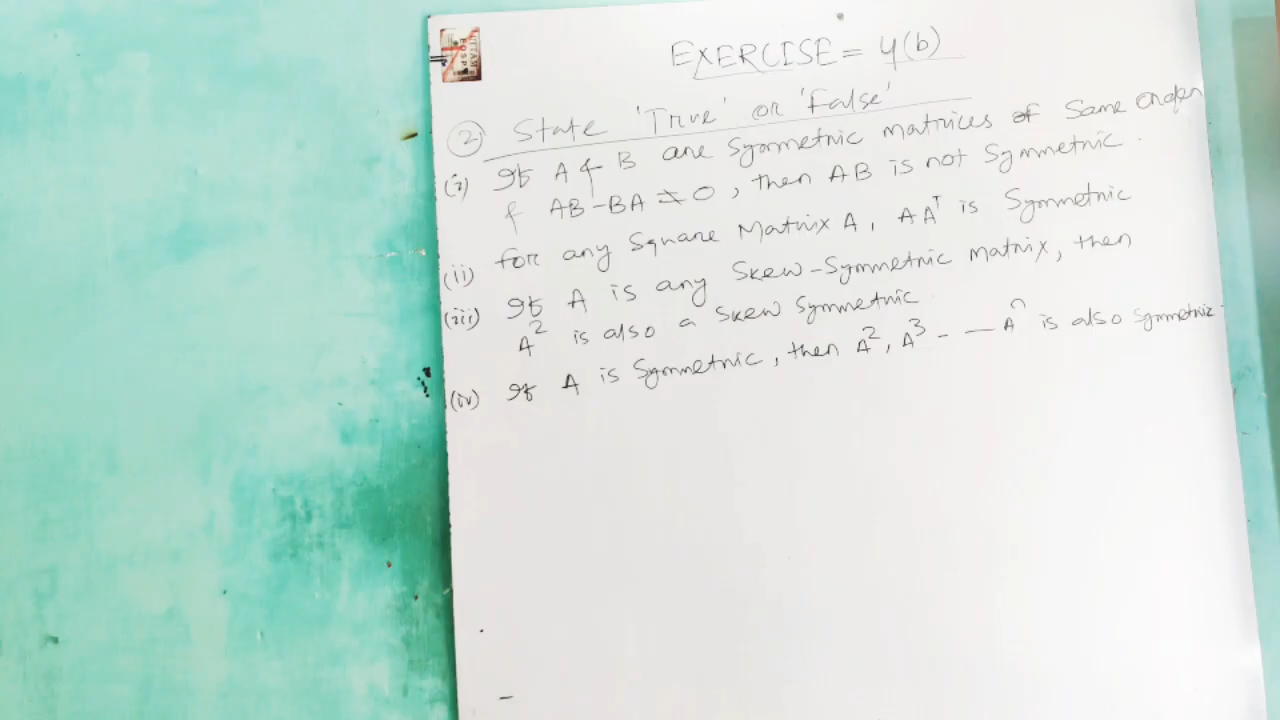 EXERCISE = 4(b)
② State 'True' or 'False'
(i) If A & B are Symmetric matrices of Same order
& AB-BA ≠ 0, then AB is not Symmetric.
(ii) for any Square Matrix A, AAᵀ is Symmetric
(iii) If A is any Skew-Symmetric matrix, then
A² is also a Skew Symmetric
(iv) If A is Symmetric, then A², A³ - — Aⁿ is also Symmetric.